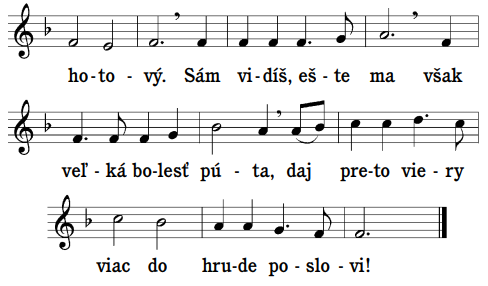 ho - to - vý. Sám vi - díš, eš - te ma však
veľ - ká bo - lesť pú - ta, daj pre - to vie - ry
viac do hru - de po - slo - vi!